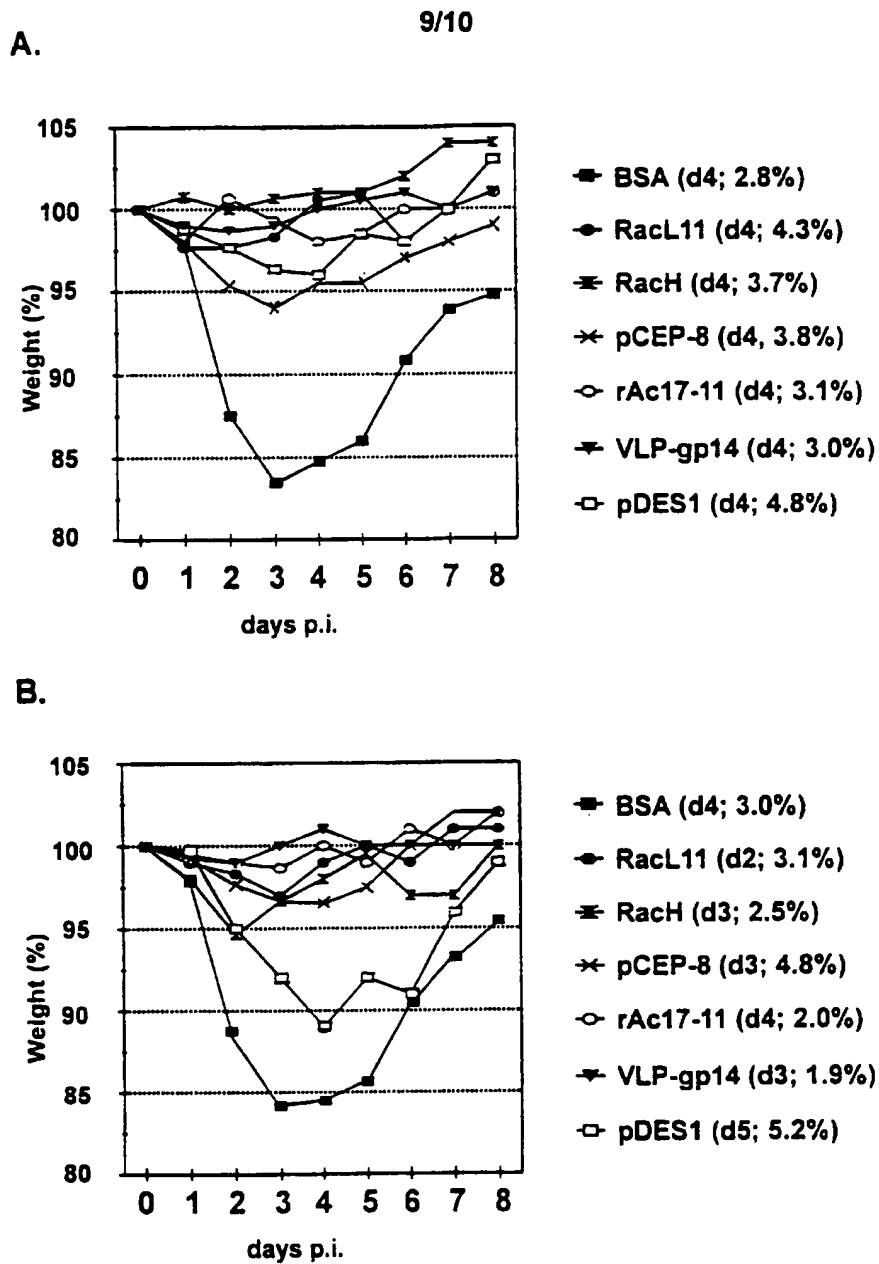 9/10
A.
105
100
95
90
85
80
Weight (%)
0 1 2 3 4 5 6 7 8
days p.i.
BSA (d4; 2.8%)
RacL11 (d4; 4.3%)
RacH (d4; 3.7%)
pCEP-8 (d4, 3.8%)
rAc17-11 (d4; 3.1%)
VLP-gp14 (d4; 3.0%)
pDES1 (d4; 4.8%)
B.
105
100
95
90
85
80
Weight (%)
0 1 2 3 4 5 6 7 8
days p.i.
BSA (d4; 3.0%)
RacL11 (d2; 3.1%)
RacH (d3; 2.5%)
pCEP-8 (d3; 4.8%)
rAc17-11 (d4; 2.0%)
VLP-gp14 (d3; 1.9%)
pDES1 (d5; 5.2%)